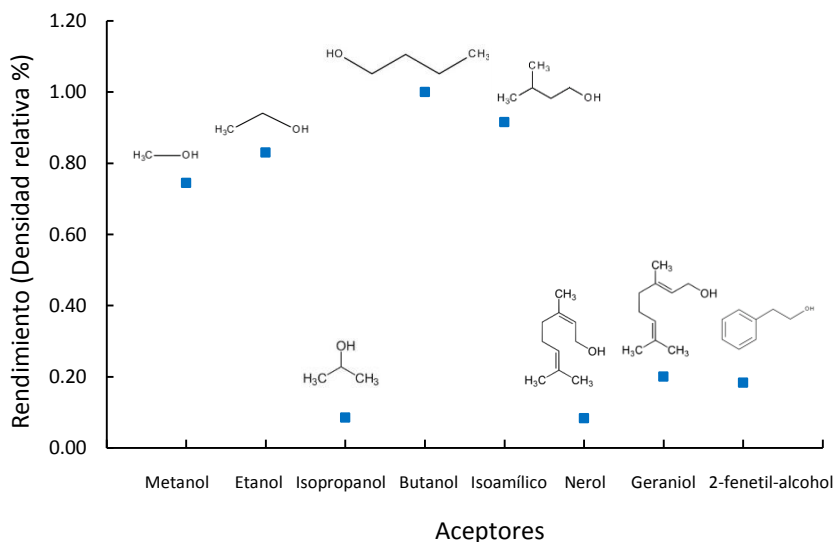 Rendimiento (Densidad relativa %)
1.20
1.00
0.80
0.60
0.40
0.20
0.00
H₃C OH
H₃C OH
OH
H₃C CH₃
HO CH₃
CH₃
H₃C OH
CH₃
OH
H₃C CH₃
CH₃
OH
H₃C CH₃
OH
Metanol Etanol Isopropanol Butanol Isoamílico Nerol Geraniol 2-fenetil-alcohol
Aceptores